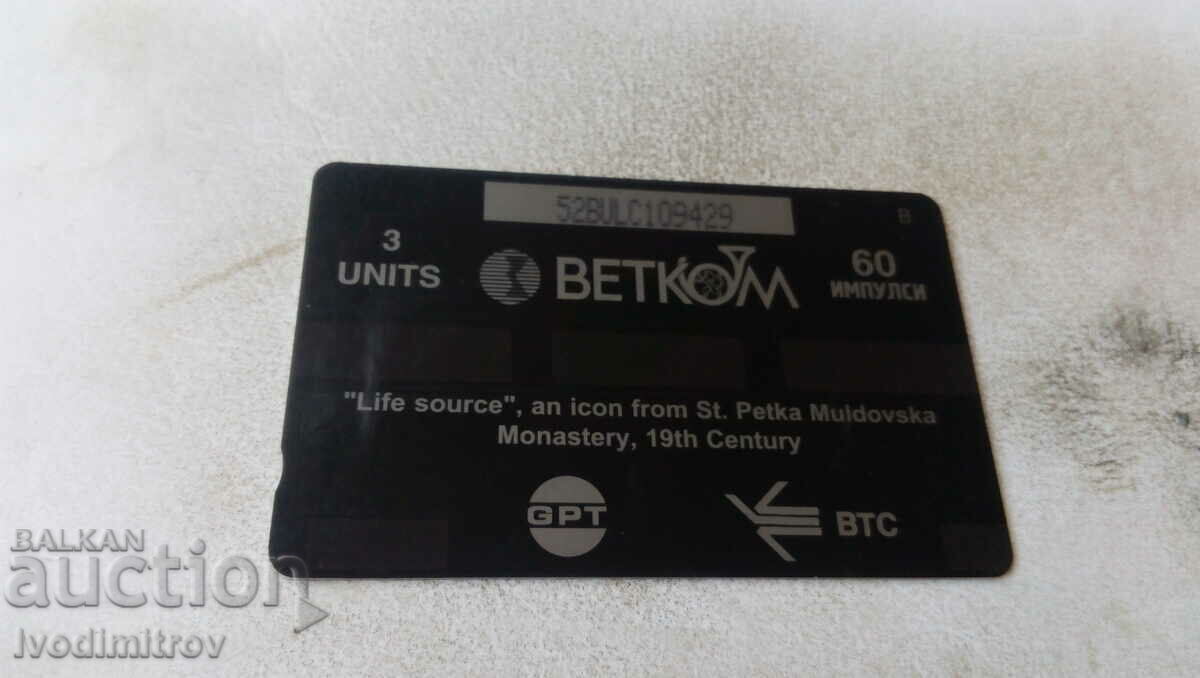 52BULC109429
B
3
UNITS
BETKOM
60
ИМПУЛСИ
"Life source", an icon from St. Petka Muldovska
Monastery, 19th Century
GPT
BTC
BALKAN
auction
Ivodimitrov